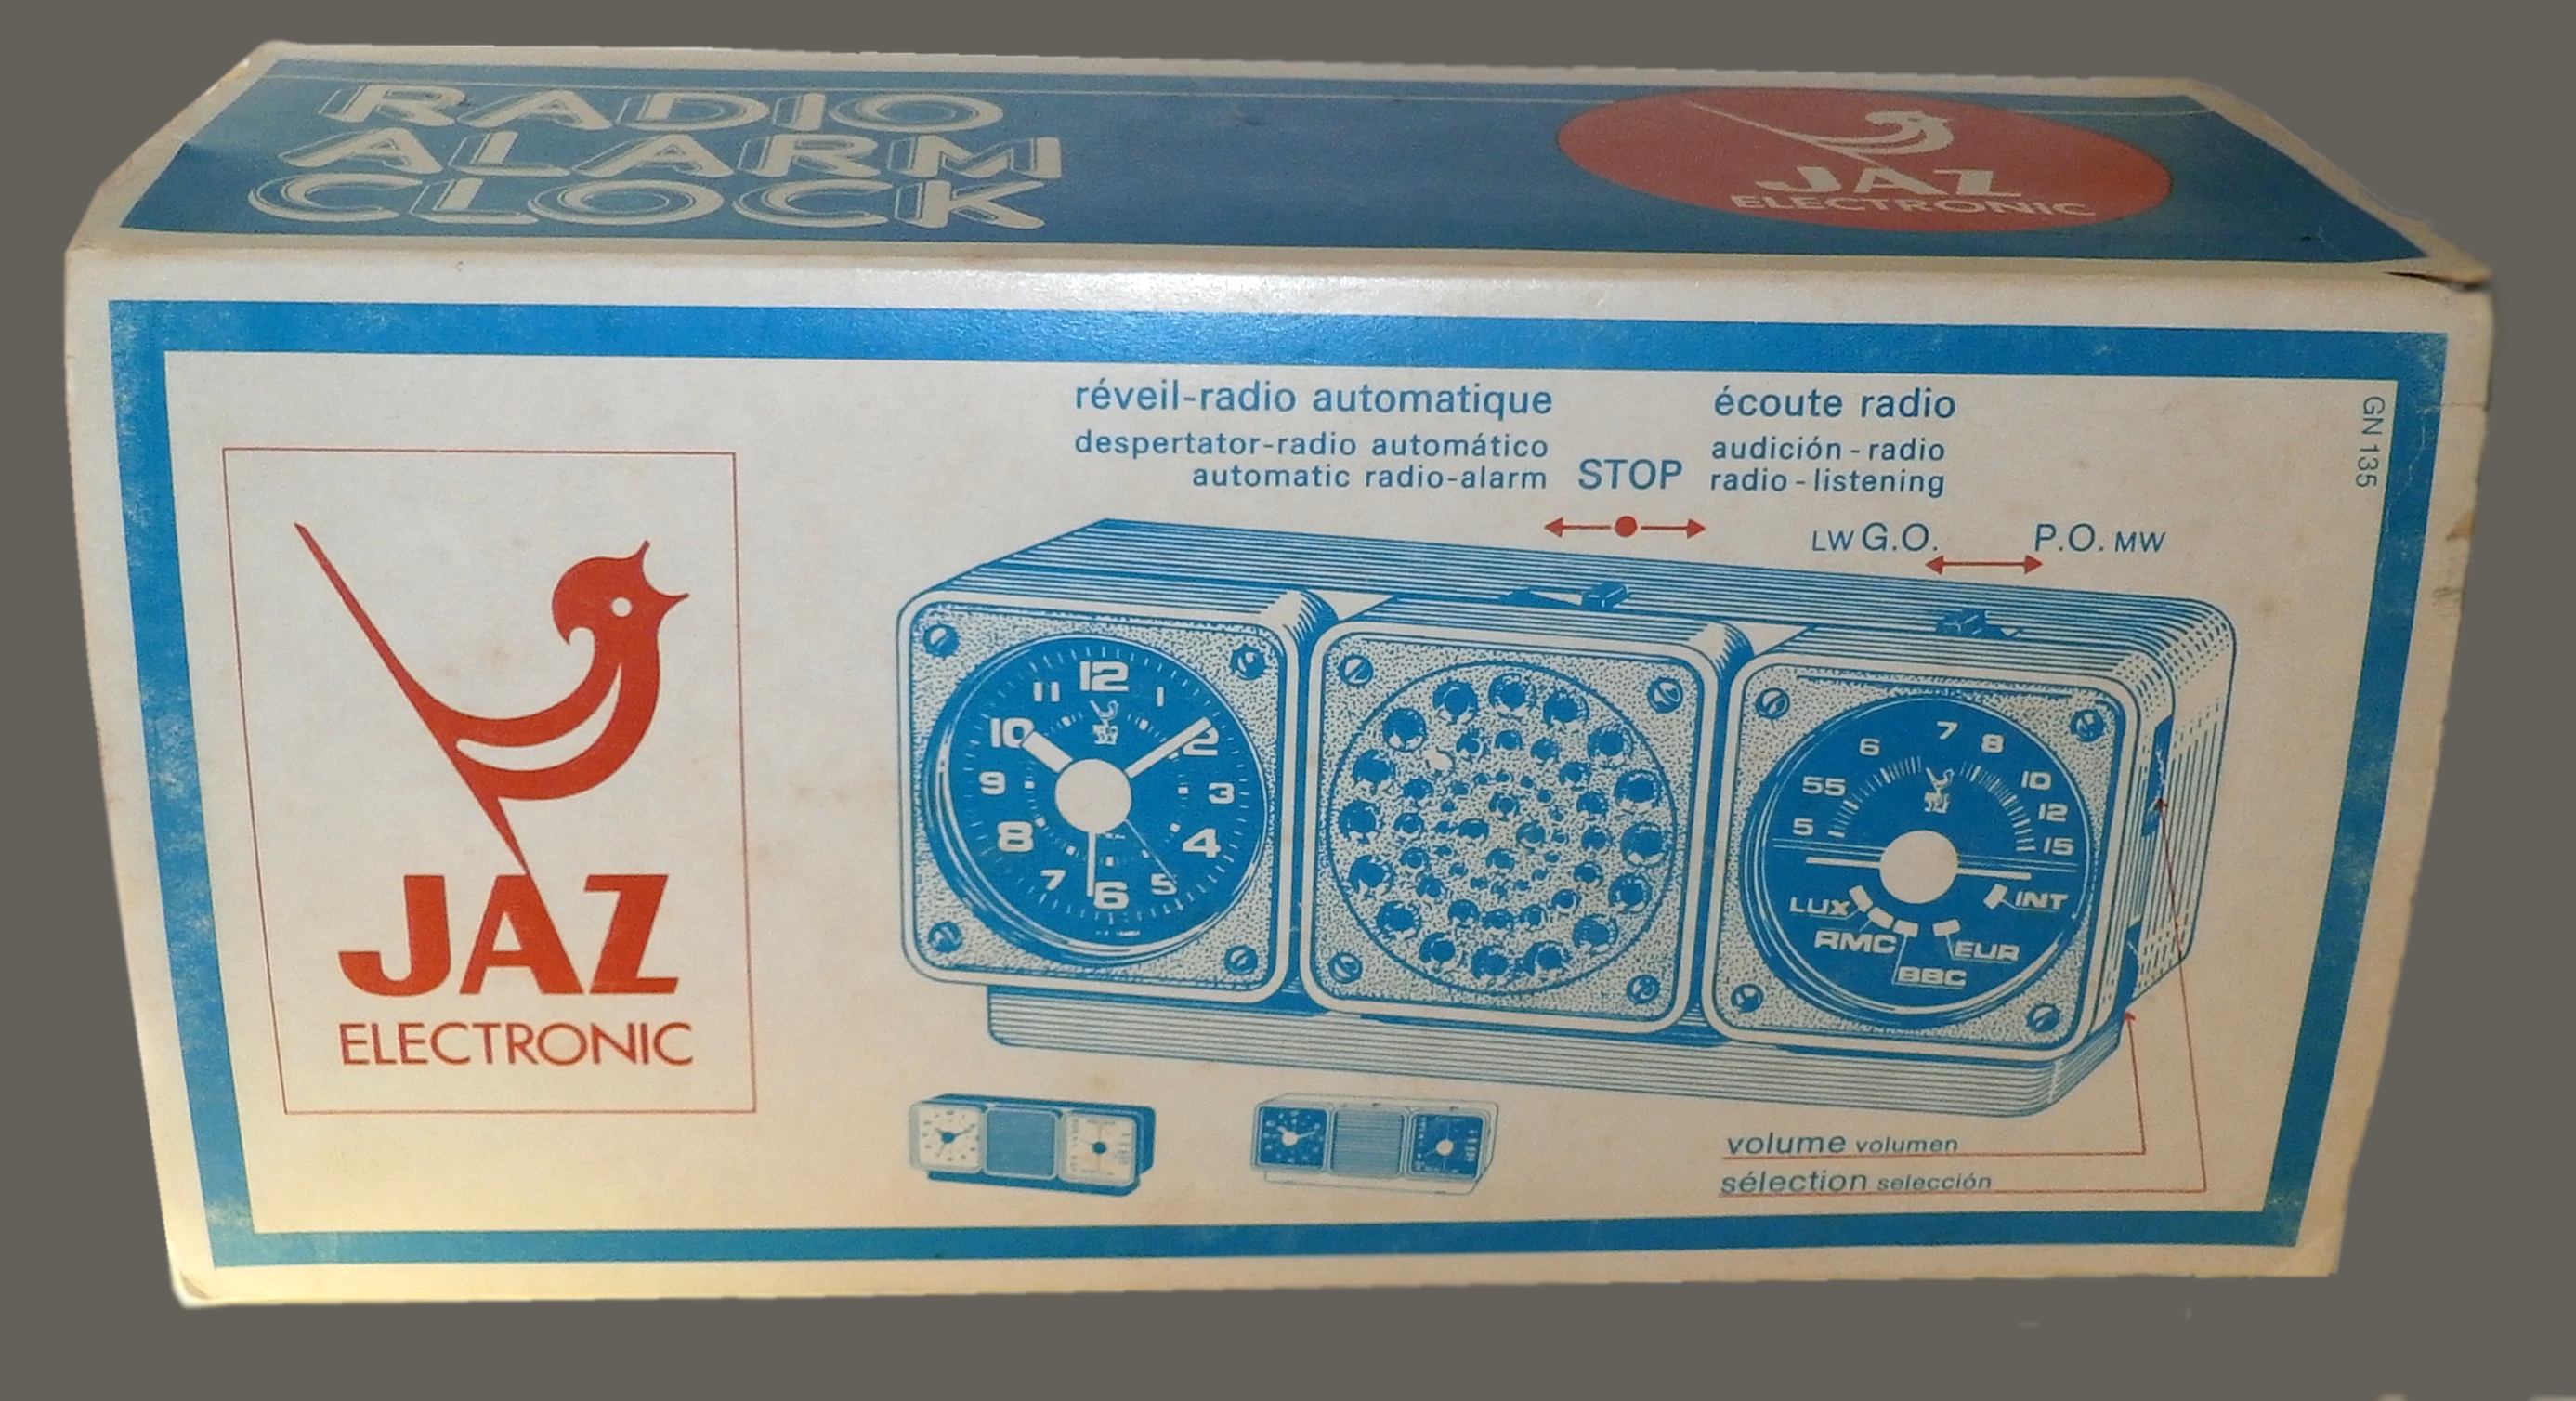 RADIO
ALARM
CLOCK
JAZ
ELECTRONIC
réveil-radio automatique
despertator-radio automático
automatic radio-alarm
STOP
écoute radio
audición - radio
radio - listening
GN 135
LW G.O.
P.O. MW
JAZ
ELECTRONIC
12
1
2
3
4
5
6
7
8
9
10
11
5
55
6
7
8
10
12
15
LUX
RMC
BBC
EUR
INT
volume volumen
sélection selección